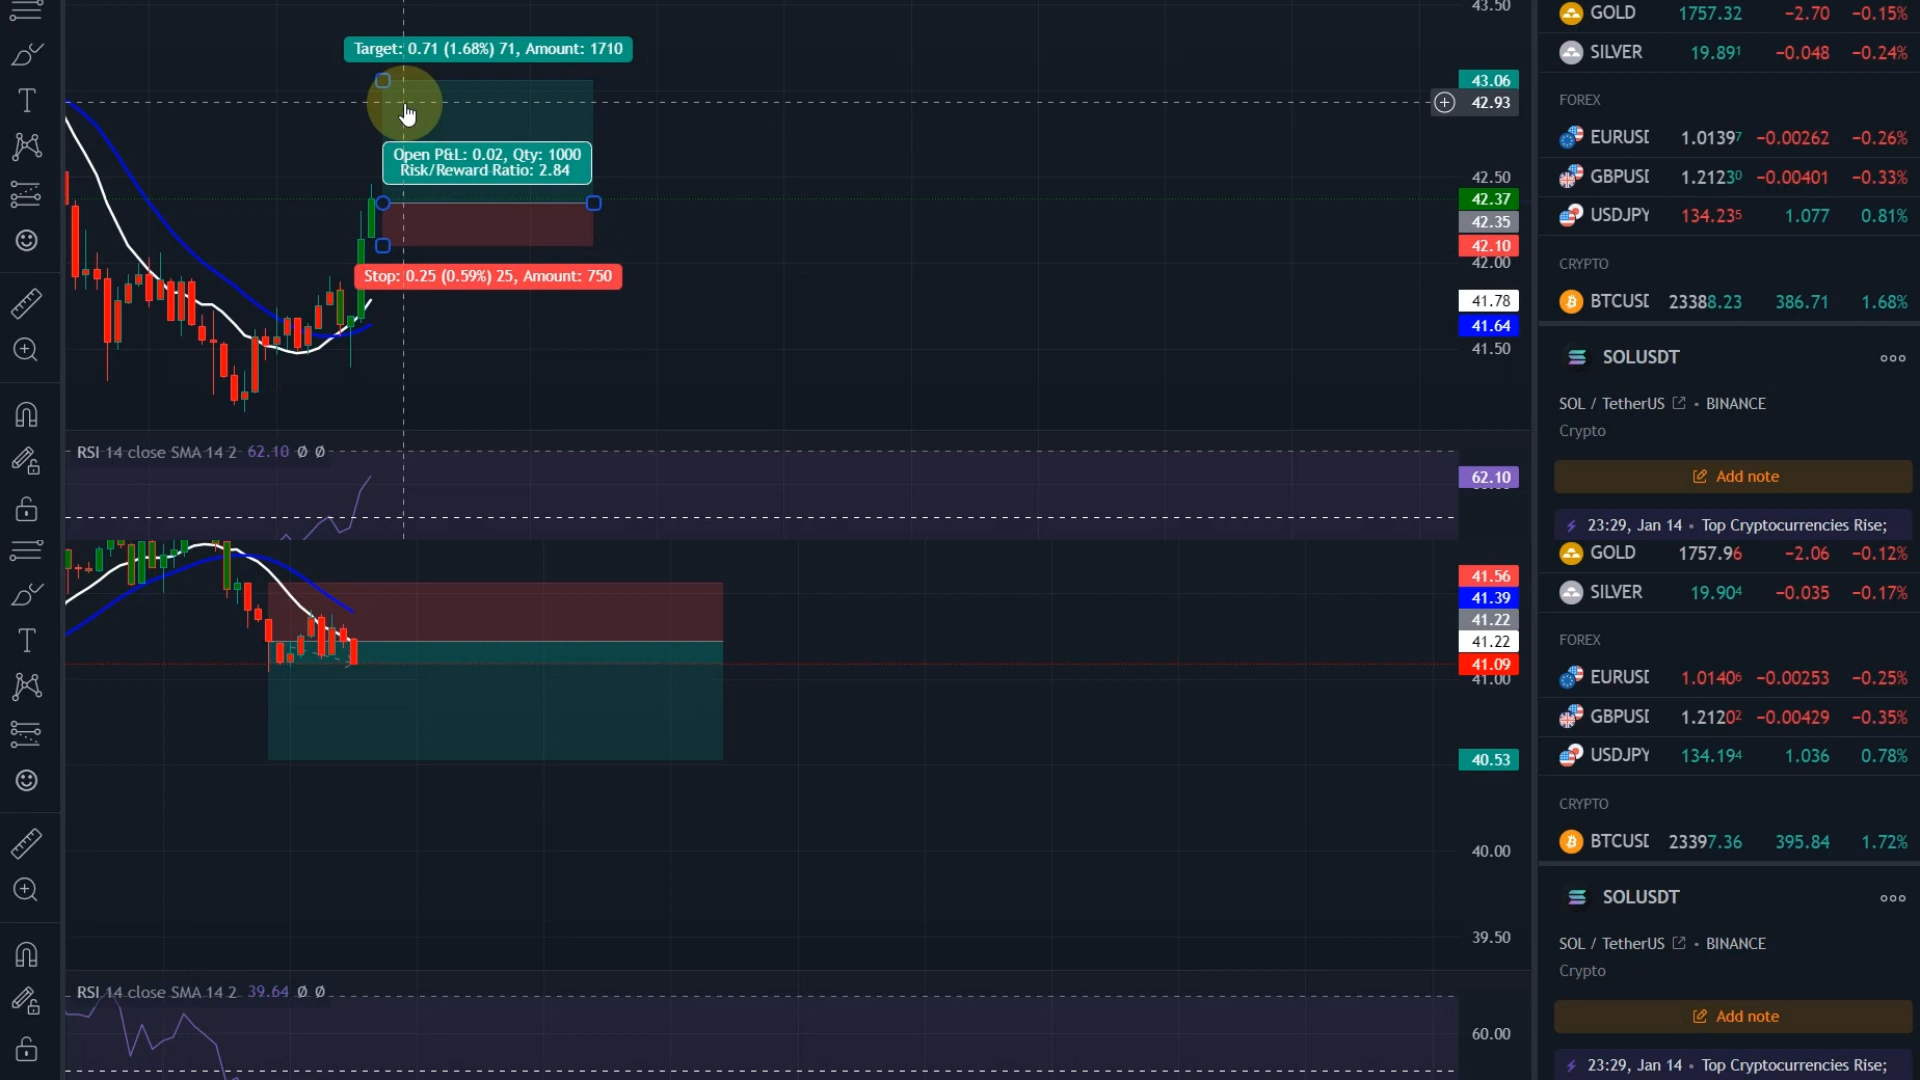 43.50
Target: 0.71 (1.68%) 71, Amount: 1710
43.06
42.93
Open P&L: 0.02, Qty: 1000
Risk/Reward Ratio: 2.84
42.50
42.37
42.35
42.10
42.00
Stop: 0.25 (0.59%) 25, Amount: 750
41.78
41.64
41.50
RSI 14 close SMA 14 2 62.10 Ø Ø
62.10
GOLD 1757.32 −2.70 −0.15%
SILVER 19.891 −0.048 −0.24%
FOREX
EURUSD 1.01397 −0.00262 −0.26%
GBPUSD 1.21230 −0.00401 −0.33%
USDJPY 134.235 1.077 0.81%
CRYPTO
BTCUSD 23388.23 386.71 1.68%
SOLUSDT
SOL / TetherUS • BINANCE
Crypto
Add note
23:29, Jan 14 • Top Cryptocurrencies Rise;
41.56
41.39
41.22
41.22
41.09
41.00
40.53
40.00
39.50
RSI 14 close SMA 14 2 39.64 Ø Ø
60.00
GOLD 1757.96 −2.06 −0.12%
SILVER 19.904 −0.035 −0.17%
FOREX
EURUSD 1.01406 −0.00253 −0.25%
GBPUSD 1.21202 −0.00429 −0.35%
USDJPY 134.194 1.036 0.78%
CRYPTO
BTCUSD 23397.36 395.84 1.72%
SOLUSDT
SOL / TetherUS • BINANCE
Crypto
Add note
23:29, Jan 14 • Top Cryptocurrencies Rise;